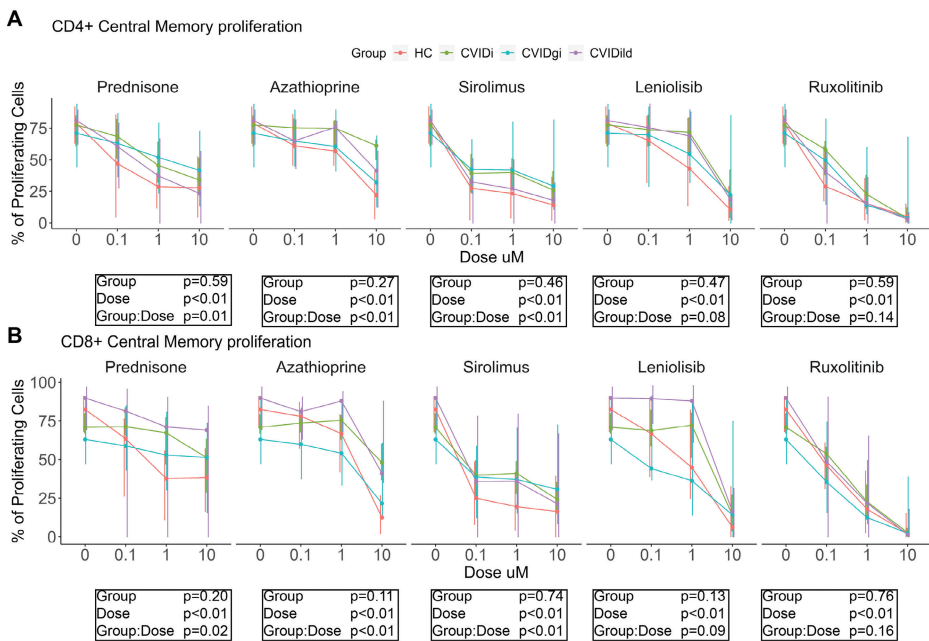 A
CD4+ Central Memory proliferation
Group HC CVIDi CVIDgi CVIDild
Prednisone Azathioprine Sirolimus Leniolisib Ruxolitinib
% of Proliferating Cells
75
50
25
0
0 0.1 1 10 0 0.1 1 10 0 0.1 1 10 0 0.1 1 10 0 0.1 1 10
Dose uM
Group p=0.59 Group p=0.27 Group p=0.46 Group p=0.47 Group p=0.59
Dose p<0.01 Dose p<0.01 Dose p<0.01 Dose p<0.01 Dose p<0.01
Group:Dose p=0.01 Group:Dose p<0.01 Group:Dose p<0.01 Group:Dose p=0.08 Group:Dose p=0.14
B
CD8+ Central Memory proliferation
Prednisone Azathioprine Sirolimus Leniolisib Ruxolitinib
% of Proliferating Cells
100
75
50
25
0
0 0.1 1 10 0 0.1 1 10 0 0.1 1 10 0 0.1 1 10 0 0.1 1 10
Dose uM
Group p=0.20 Group p=0.11 Group p=0.74 Group p=0.13 Group p=0.76
Dose p<0.01 Dose p<0.01 Dose p<0.01 Dose p<0.01 Dose p<0.01
Group:Dose p=0.02 Group:Dose p<0.01 Group:Dose p<0.01 Group:Dose p=0.09 Group:Dose p=0.16